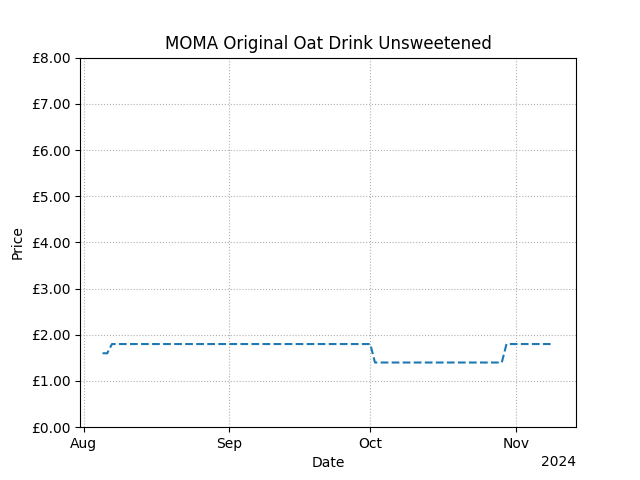 MOMA Original Oat Drink Unsweetened
£8.00
£7.00
£6.00
£5.00
£4.00
£3.00
£2.00
£1.00
£0.00
Price
Aug Sep Oct Nov
Date
2024